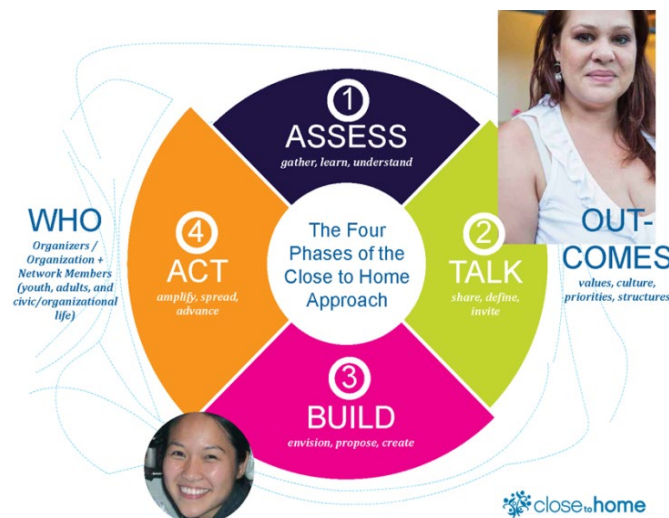 1
ASSESS
gather, learn, understand
WHO
Organizers /
Organization +
Network Members
(youth, adults, and
civic/organizational
life)
4
ACT
amplify, spread,
advance
The Four
Phases of the
Close to Home
Approach
2
TALK
share, define,
invite
OUT-
COMES
values, culture,
priorities, structures
3
BUILD
envision, propose, create
closetohome